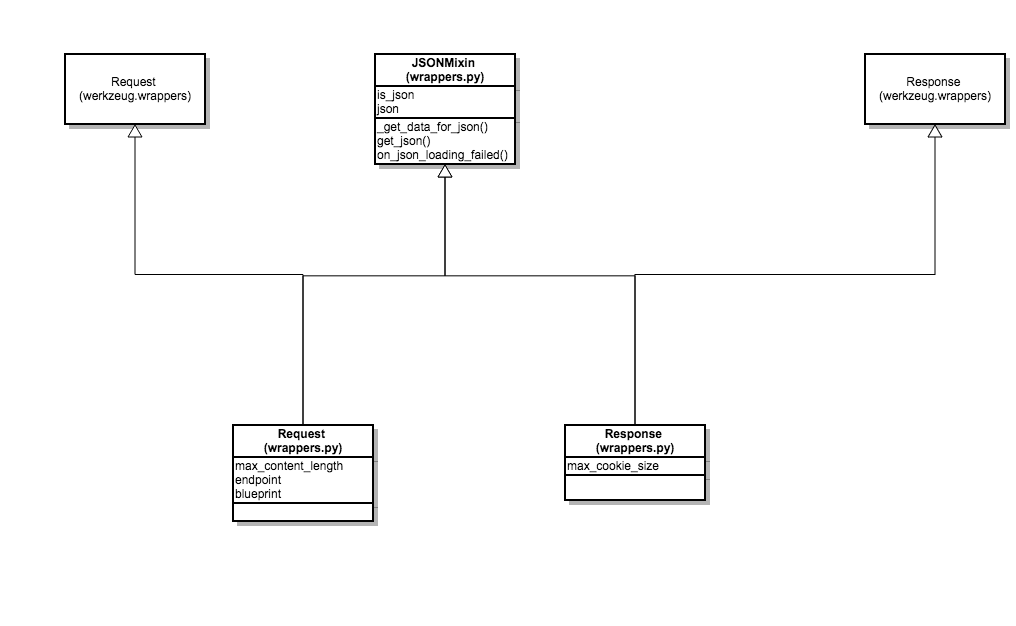 Request
(werkzeug.wrappers)
JSONMixin
(wrappers.py)
is_json
json
_get_data_for_json()
get_json()
on_json_loading_failed()
Response
(werkzeug.wrappers)
Request
(wrappers.py)
max_content_length
endpoint
blueprint
Response
(wrappers.py)
max_cookie_size